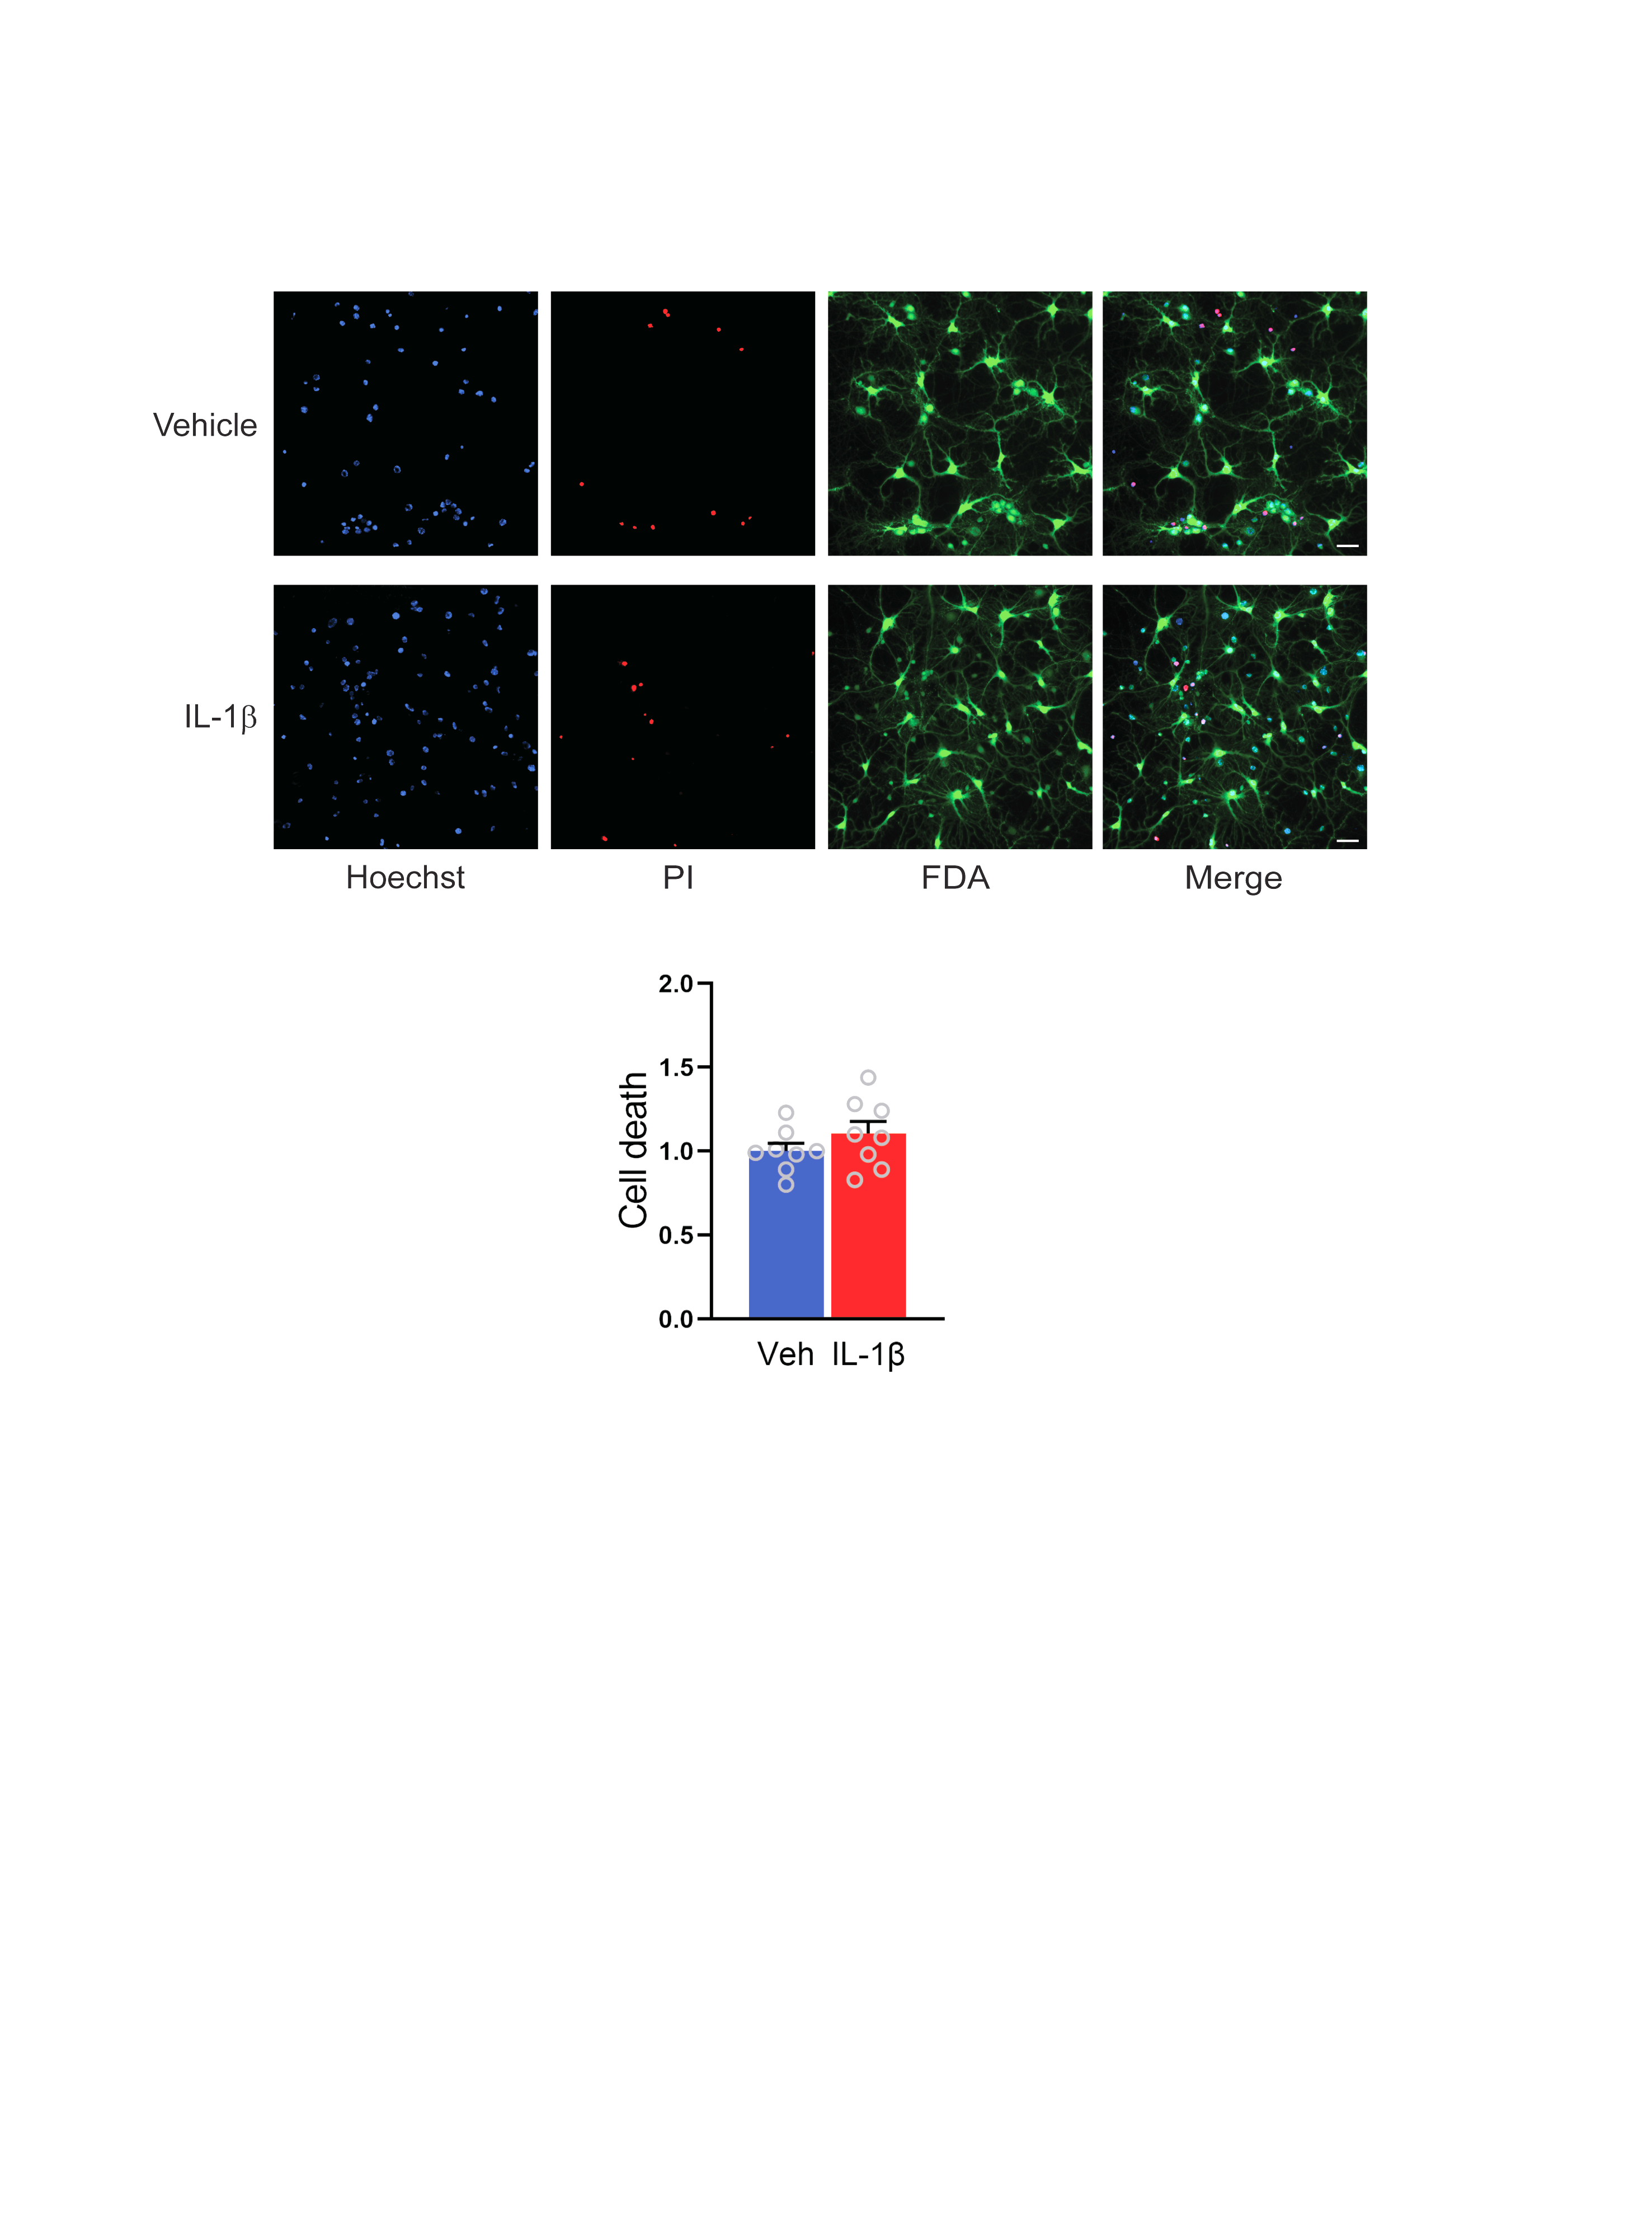 Vehicle
IL-1β
Hoechst PI FDA Merge
2.0
1.5
1.0
0.5
0.0
Cell death
Veh IL-1β